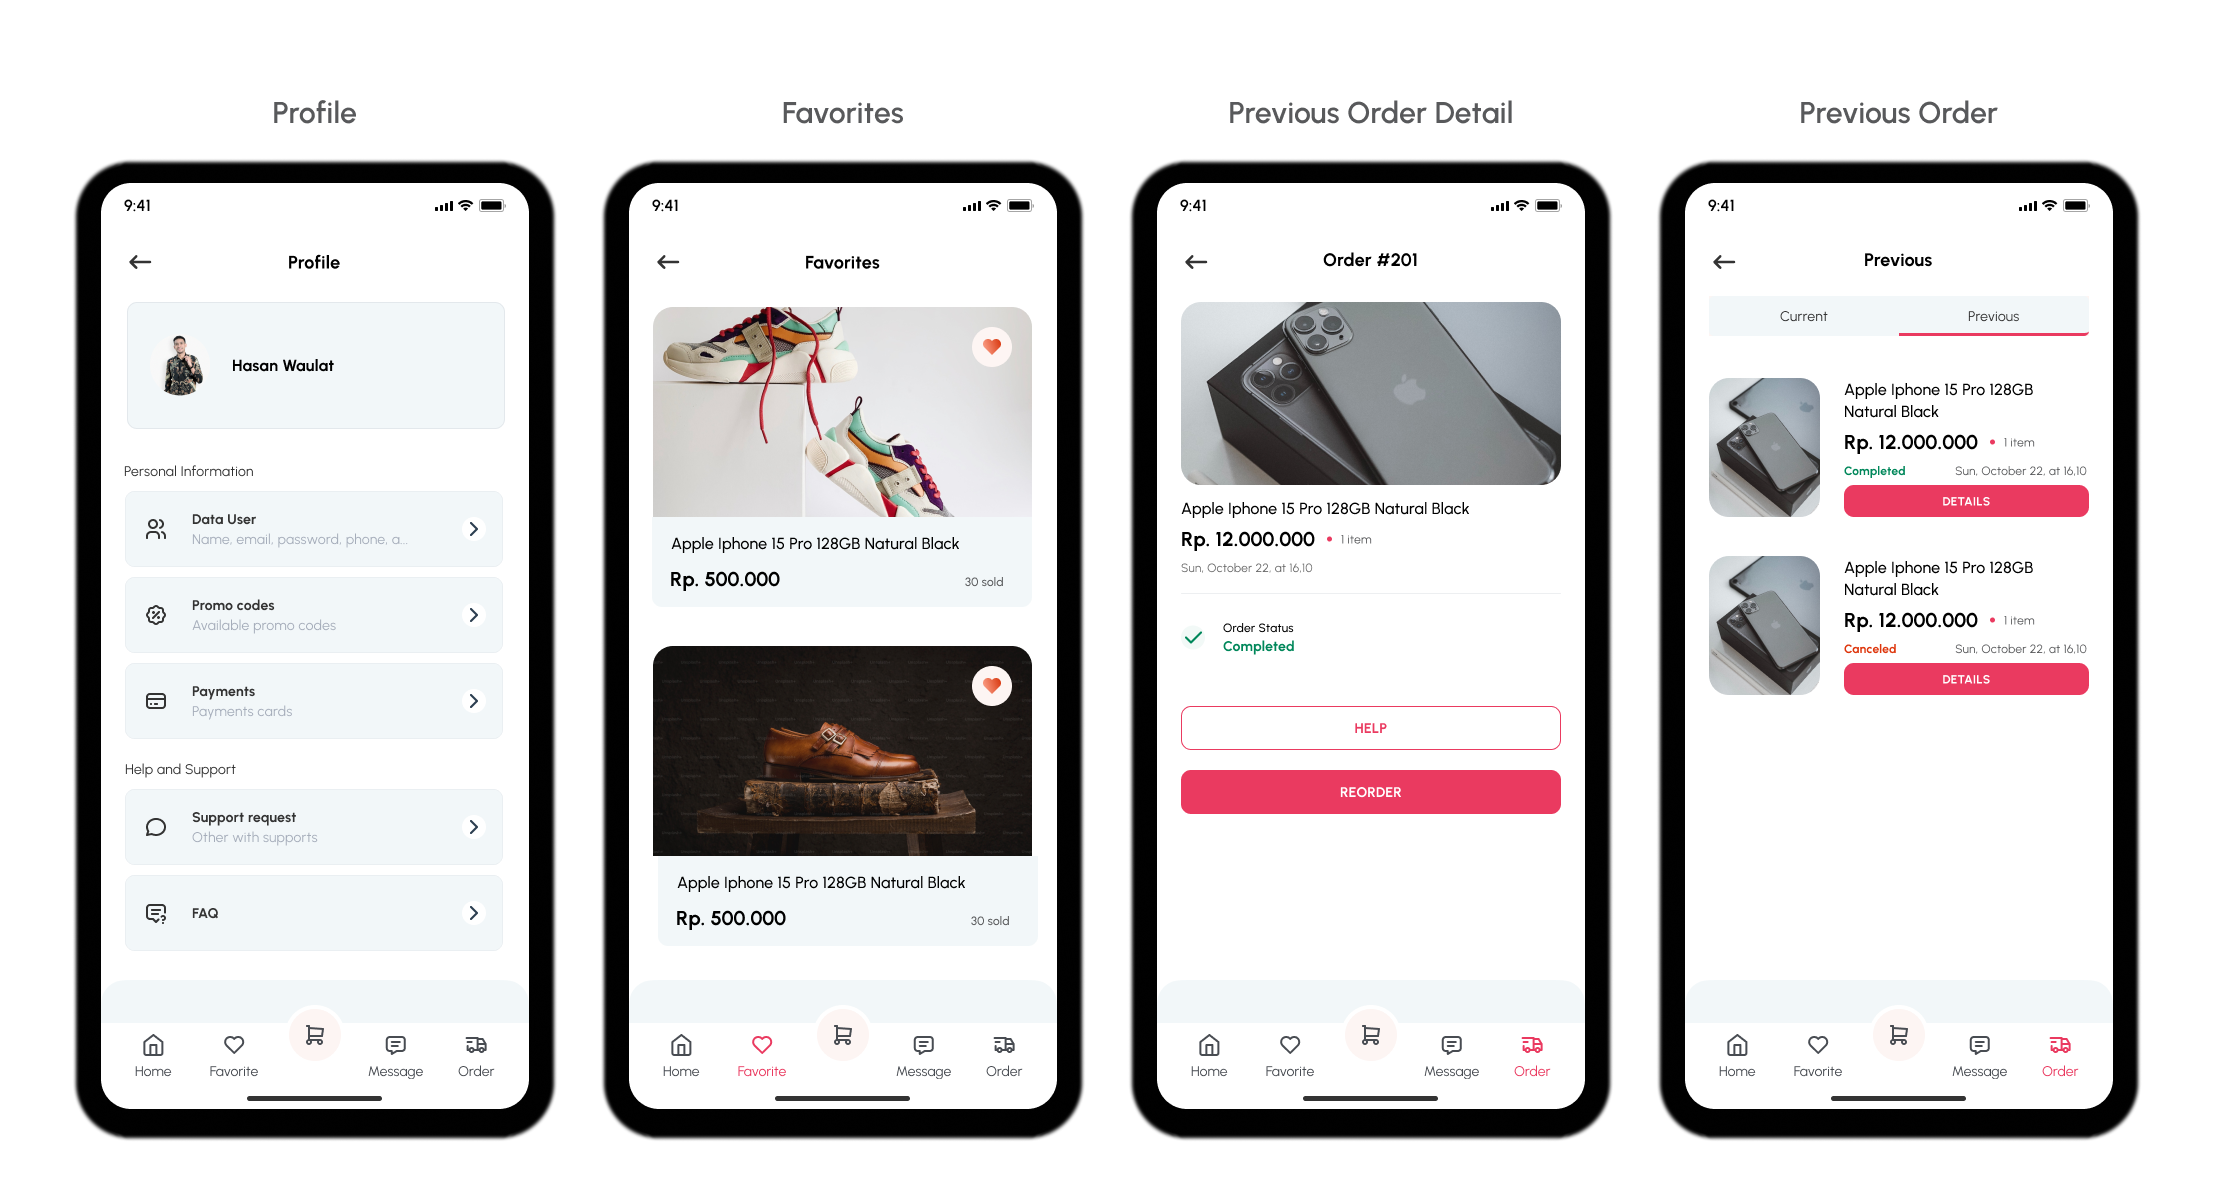 Profile
9:41
Profile
Hasan Waulat
Personal Information
Data User
Name, email, password, phone, a...
Promo codes
Available promo codes
Payments
Payments cards
Help and Support
Support request
Other with supports
FAQ
Home
Favorite
Message
Order
Favorites
9:41
Favorites
Apple Iphone 15 Pro 128GB Natural Black
Rp. 500.000
30 sold
Apple Iphone 15 Pro 128GB Natural Black
Rp. 500.000
30 sold
Home
Favorite
Message
Order
Previous Order Detail
9:41
Order #201
Apple Iphone 15 Pro 128GB Natural Black
Rp. 12.000.000 • 1 item
Sun, October 22, at 16.10
Order Status
Completed
HELP
REORDER
Home
Favorite
Message
Order
Previous Order
9:41
Previous
Current
Previous
Apple Iphone 15 Pro 128GB
Natural Black
Rp. 12.000.000 • 1 item
Completed
Sun, October 22, at 16.10
DETAILS
Apple Iphone 15 Pro 128GB
Natural Black
Rp. 12.000.000 • 1 item
Canceled
Sun, October 22, at 16.10
DETAILS
Home
Favorite
Message
Order